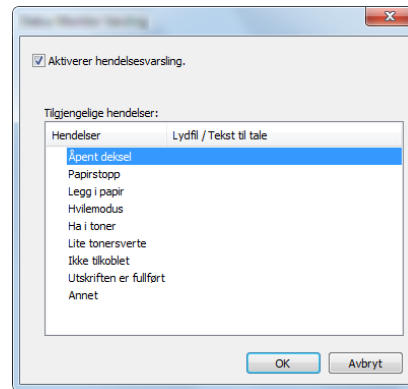 Aktiverer hendelsesvarsling.
Tilgjengelige hendelser:
Hendelser Lydfil / Tekst til tale
Åpent deksel
Papirstopp
Legg i papir
Hvilemodus
Ha i toner
Lite tonersverte
Ikke tilkoblet
Utskriften er fullført
Annet
OK Avbryt